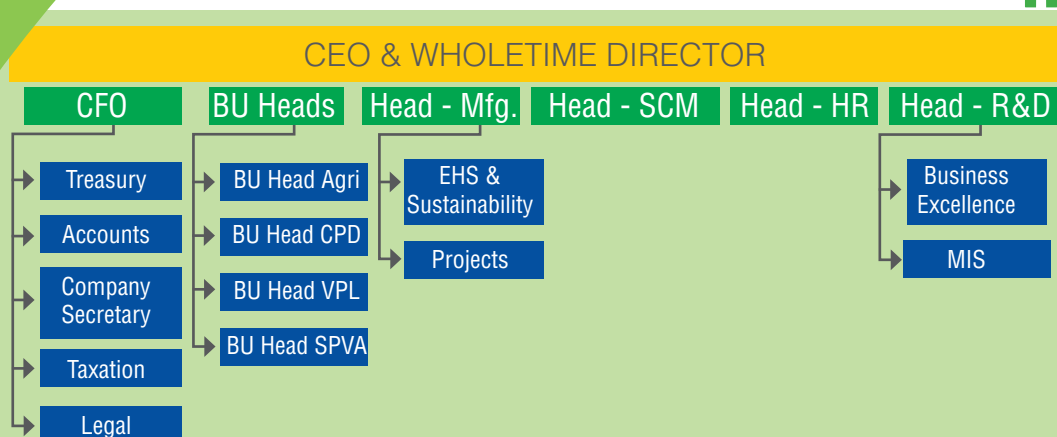 CEO & WHOLETIME DIRECTOR
CFO
BU Heads
Head - Mfg.
Head - SCM
Head - HR
Head - R&D
Treasury
Accounts
Company
Secretary
Taxation
Legal
BU Head Agri
BU Head CPD
BU Head VPL
BU Head SPVA
EHS &
Sustainability
Projects
Business
Excellence
MIS